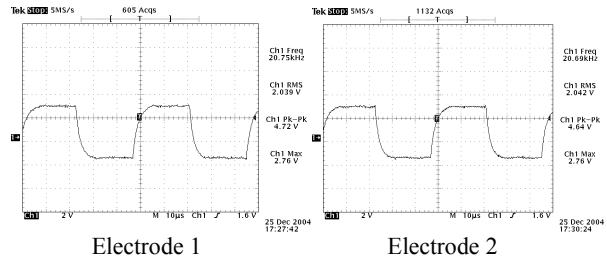 Tek Stop: 5MS/s 605 Acqs
Ch1 Freq
20.75kHz
Ch1 RMS
2.039 V
Ch1 Pk-Pk
4.72 V
Ch1 Max
2.76 V
1
T
Ch1 2 V M 10µs Ch1 1.6 V
25 Dec 2004
17:27:42
Electrode 1
Tek Stop: 5MS/s 1132 Acqs
Ch1 Freq
20.69kHz
Ch1 RMS
2.042 V
Ch1 Pk-Pk
4.64 V
Ch1 Max
2.76 V
1
T
Ch1 2 V M 10µs Ch1 1.6 V
25 Dec 2004
17:30:24
Electrode 2